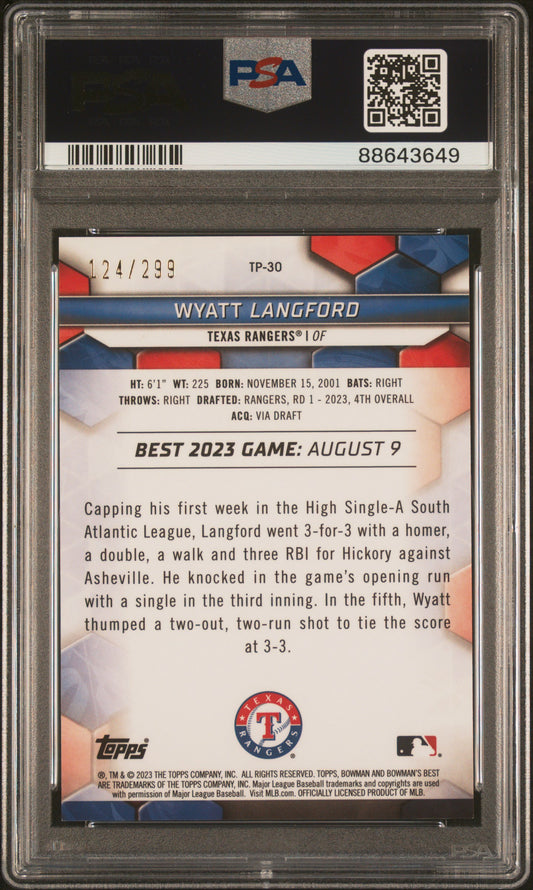 PSA
88643649
124/299
TP-30
WYATT LANGFORD
TEXAS RANGERS® | OF
HT: 6'1" WT: 225 BORN: NOVEMBER 15, 2001 BATS: RIGHT
THROWS: RIGHT DRAFTED: RANGERS, RD 1 - 2023, 4TH OVERALL
ACQ: VIA DRAFT
BEST 2023 GAME: AUGUST 9
Capping his first week in the High Single-A South
Atlantic League, Langford went 3-for-3 with a homer,
a double, a walk and three RBI for Hickory against
Asheville. He knocked in the game's opening run
with a single in the third inning. In the fifth, Wyatt
thumped a two-out, two-run shot to tie the score
at 3-3.
TEXAS
T
RANGERS
topps
®, TM & © 2023 THE TOPPS COMPANY, INC. ALL RIGHTS RESERVED. TOPPS, BOWMAN AND BOWMAN'S BEST
ARE TRADEMARKS OF THE TOPPS COMPANY, INC. Major League Baseball trademarks and copyrights are used
with permission of Major League Baseball. Visit MLB.com. OFFICIALLY LICENSED PRODUCT OF MLB.
PSA